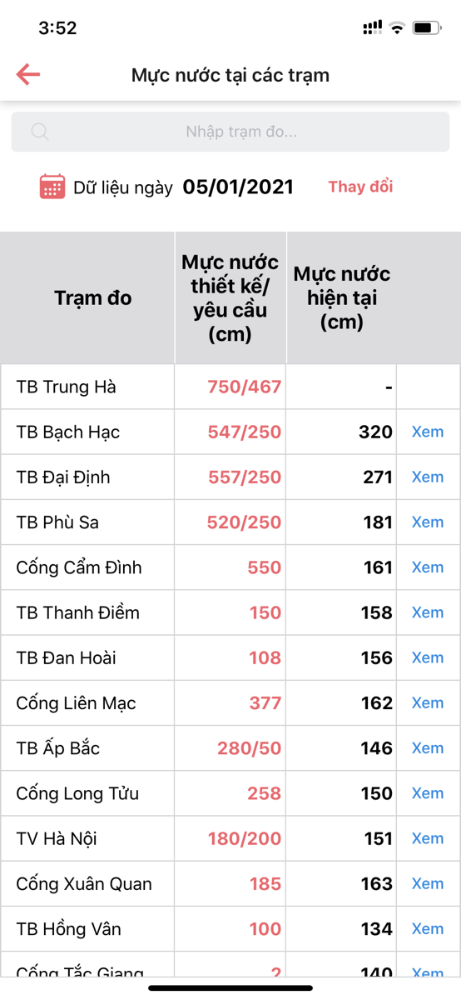 3:52
Mực nước tại các trạm
Nhập trạm đo...
Dữ liệu ngày 05/01/2021 Thay đổi
Trạm đo
Mực nước
thiết kế/
yêu cầu
(cm)
Mực nước
hiện tại
(cm)
TB Trung Hà 750/467 -
TB Bạch Hạc 547/250 320 Xem
TB Đại Định 557/250 271 Xem
TB Phù Sa 520/250 181 Xem
Cống Cẩm Đình 550 161 Xem
TB Thanh Điềm 150 158 Xem
TB Đan Hoài 108 156 Xem
Cống Liên Mạc 377 162 Xem
TB Ấp Bắc 280/50 146 Xem
Cống Long Tửu 258 150 Xem
TV Hà Nội 180/200 151 Xem
Cống Xuân Quan 185 163 Xem
TB Hồng Vân 100 134 Xem
Cống Tắc Giang 2 140 Xem